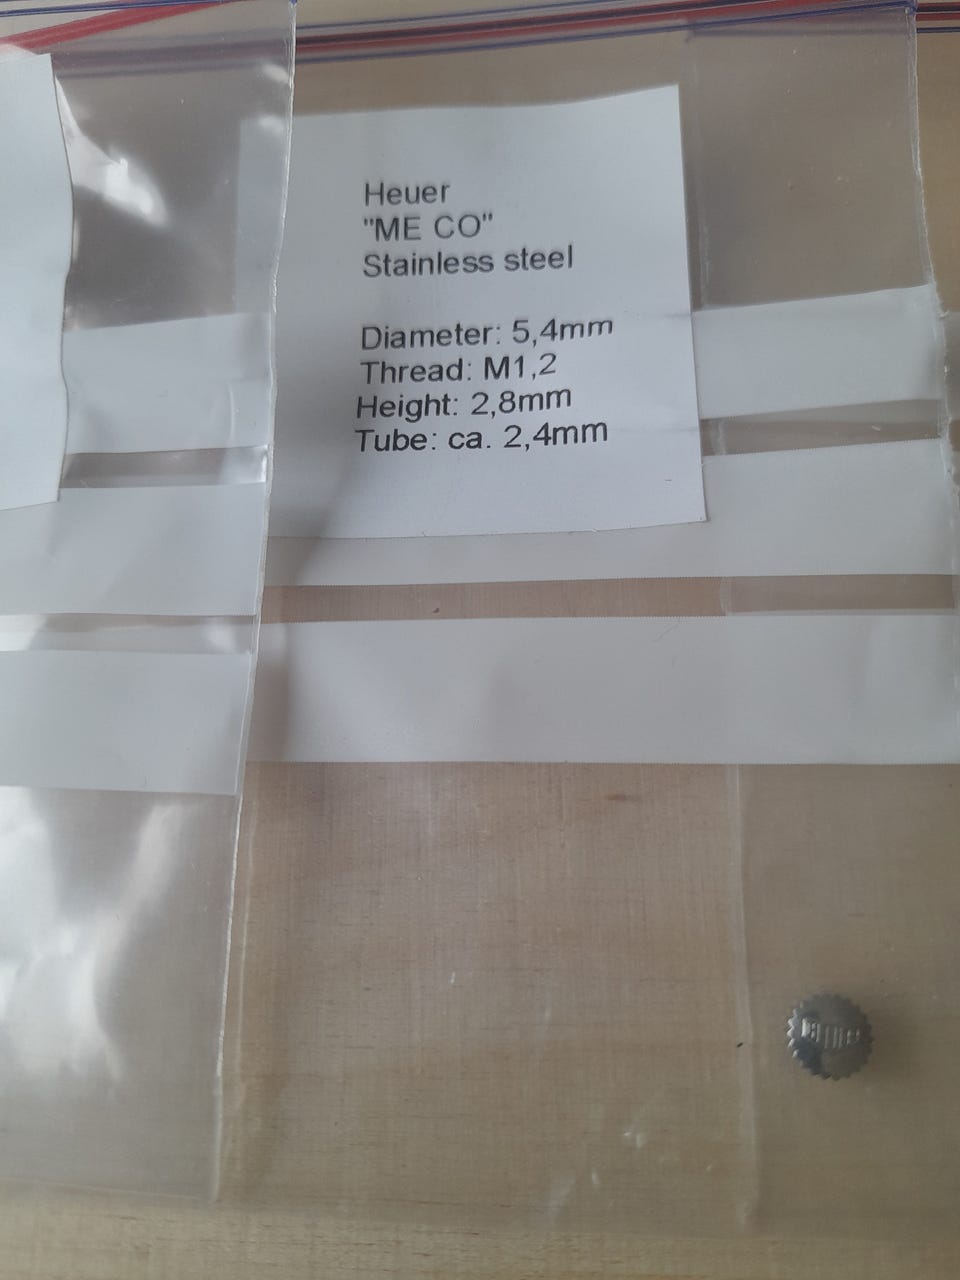 Heuer
"ME CO"
Stainless steel
Diameter: 5,4mm
Thread: M1,2
Height: 2,8mm
Tube: ca. 2,4mm